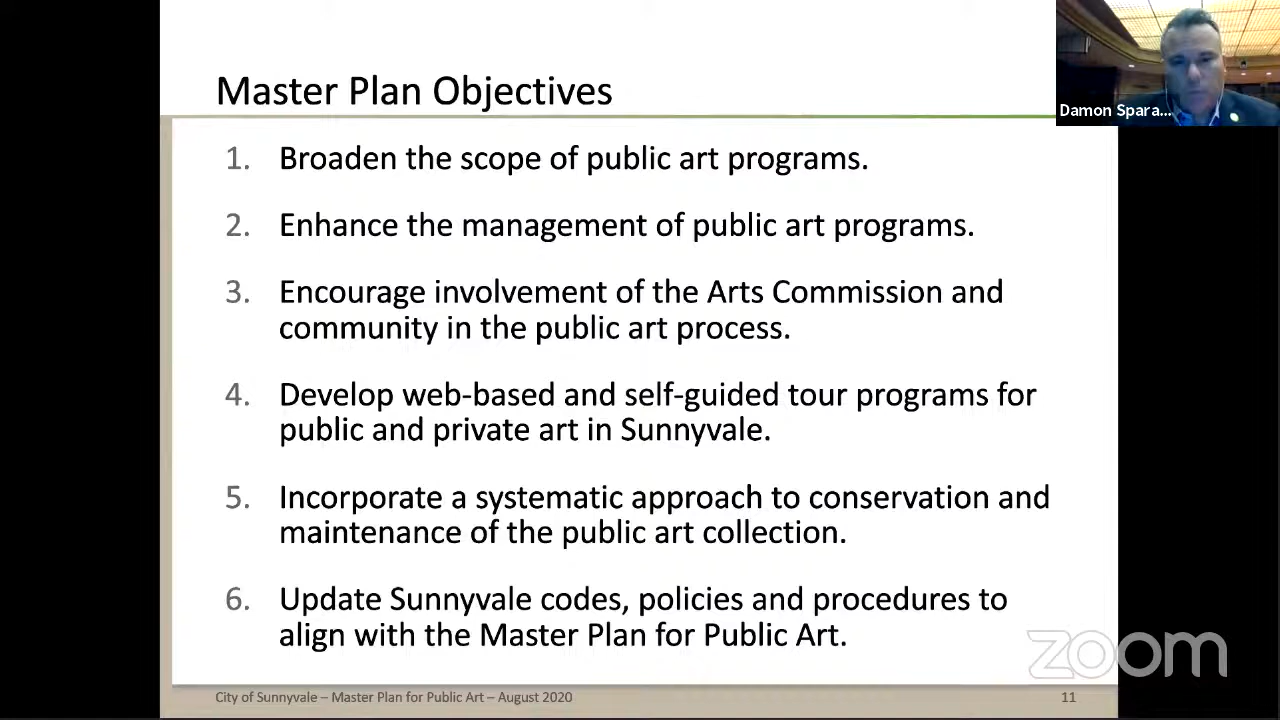 Master Plan Objectives
Damon Spara...
1. Broaden the scope of public art programs.
2. Enhance the management of public art programs.
3. Encourage involvement of the Arts Commission and
community in the public art process.
4. Develop web-based and self-guided tour programs for
public and private art in Sunnyvale.
5. Incorporate a systematic approach to conservation and
maintenance of the public art collection.
6. Update Sunnyvale codes, policies and procedures to
align with the Master Plan for Public Art.
zoom
City of Sunnyvale – Master Plan for Public Art – August 2020
11